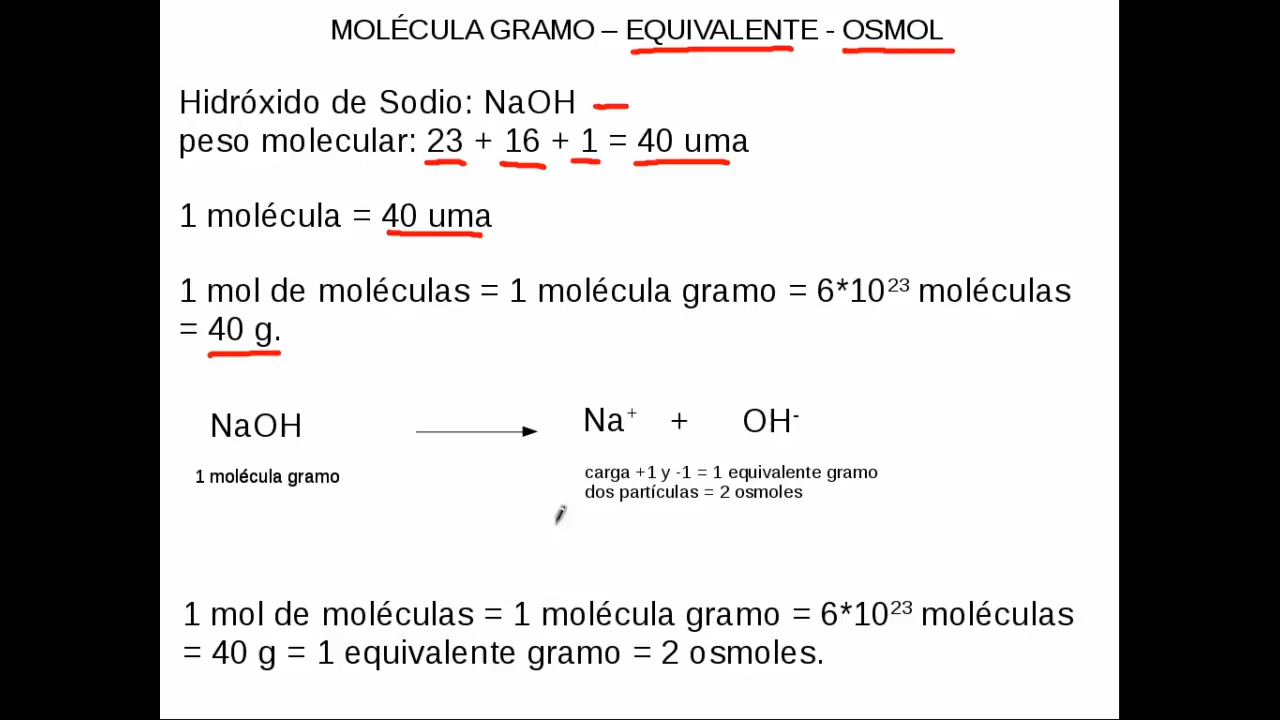 MOLÉCULA GRAMO – EQUIVALENTE - OSMOL
Hidróxido de Sodio: NaOH
peso molecular: 23 + 16 + 1 = 40 uma
1 molécula = 40 uma
1 mol de moléculas = 1 molécula gramo = 6*10²³ moléculas
= 40 g.
NaOH → Na⁺ + OH⁻
1 molécula gramo
carga +1 y -1 = 1 equivalente gramo
dos partículas = 2 osmoles
1 mol de moléculas = 1 molécula gramo = 6*10²³ moléculas
= 40 g = 1 equivalente gramo = 2 osmoles.